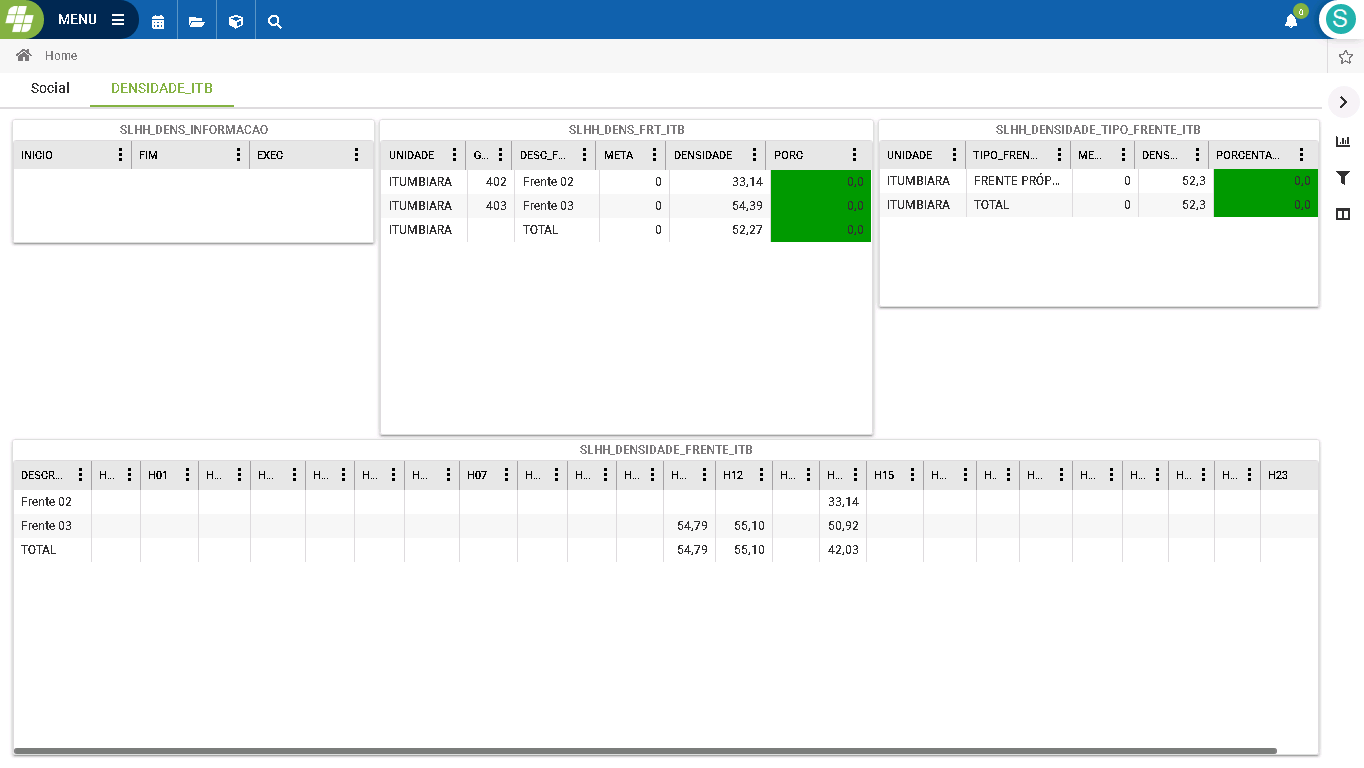 MENU
0
S
Home
Social DENSIDADE_ITB
SLHH_DENS_INFORMACAO
INICIO FIM EXEC
SLHH_DENS_FRT_ITB
UNIDADE G... DESC_F... META DENSIDADE PORC
ITUMBIARA 402 Frente 02 0 33,14 0,0
ITUMBIARA 403 Frente 03 0 54,39 0,0
ITUMBIARA TOTAL 0 52,27 0,0
SLHH_DENSIDADE_TIPO_FRENTE_ITB
UNIDADE TIPO_FREN... ME... DENS... PORCENTA...
ITUMBIARA FRENTE PRÓP... 0 52,3 0,0
ITUMBIARA TOTAL 0 52,3 0,0
SLHH_DENSIDADE_FRENTE_ITB
DESCR... H... H01 H... H... H... H... H... H07 H... H... H... H... H12 H... H... H15 H... H... H... H... H... H... H... H23
Frente 02 33,14
Frente 03 54,79 55,10 50,92
TOTAL 54,79 55,10 42,03